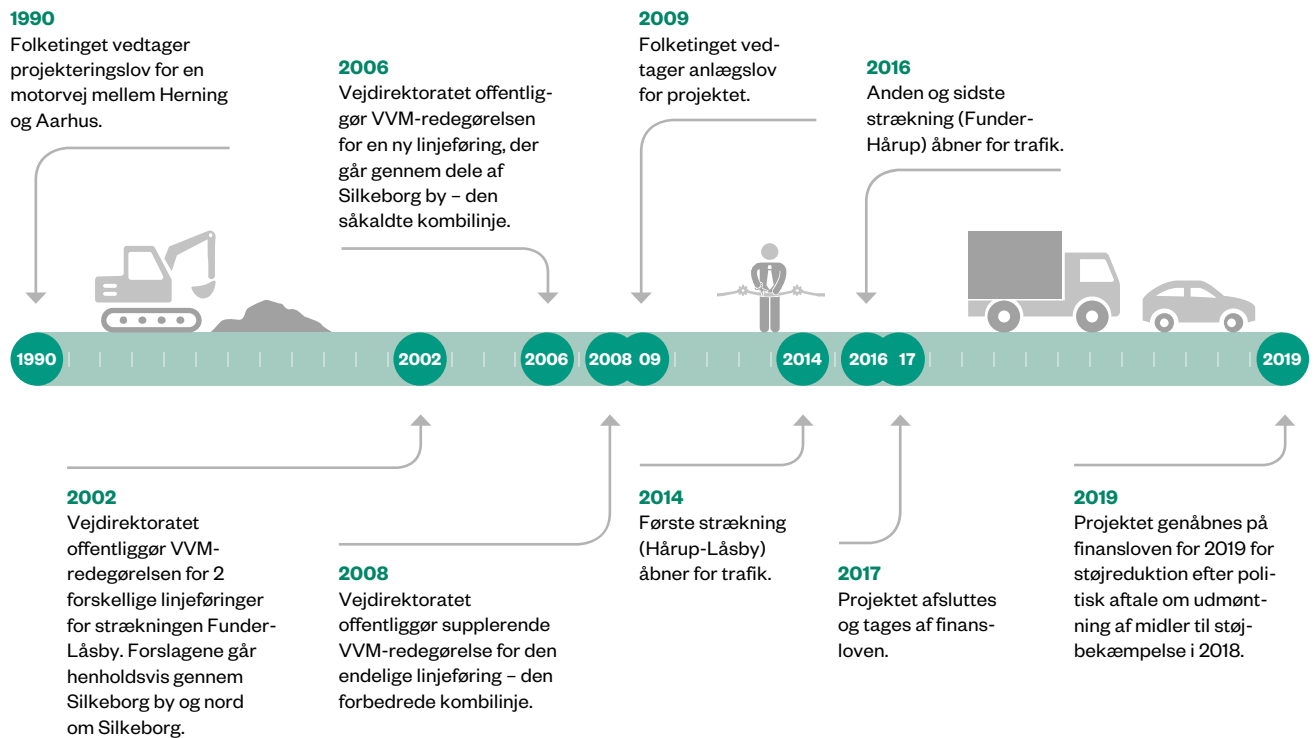 1990
Folketinget vedtager
projekteringslov for en
motorvej mellem Herning
og Aarhus.
2006
Vejdirektoratet offentlig-
gør VVM-redegørelsen
for en ny linjeføring, der
går gennem dele af
Silkeborg by – den
såkaldte kombilinje.
2009
Folketinget ved-
tager anlægslov
for projektet.
2016
Anden og sidste
strækning (Funder-
Hårup) åbner for trafik.
1990 2002 2006 2008 09 2014 2016 17 2019
2002
Vejdirektoratet
offentliggør VVM-
redegørelsen for 2
forskellige linjeføringer
for strækningen Funder-
Låsby. Forslagene går
henholdsvis gennem
Silkeborg by og nord
om Silkeborg.
2008
Vejdirektoratet
offentliggør supplerende
VVM-redegørelse for den
endelige linjeføring – den
forbedrede kombilinje.
2014
Første strækning
(Hårup-Låsby)
åbner for trafik.
2017
Projektet afsluttes
og tages af finans-
loven.
2019
Projektet genåbnes på
finansloven for 2019 for
støjreduktion efter poli-
tisk aftale om udmønt-
ning af midler til støj-
bekæmpelse i 2018.